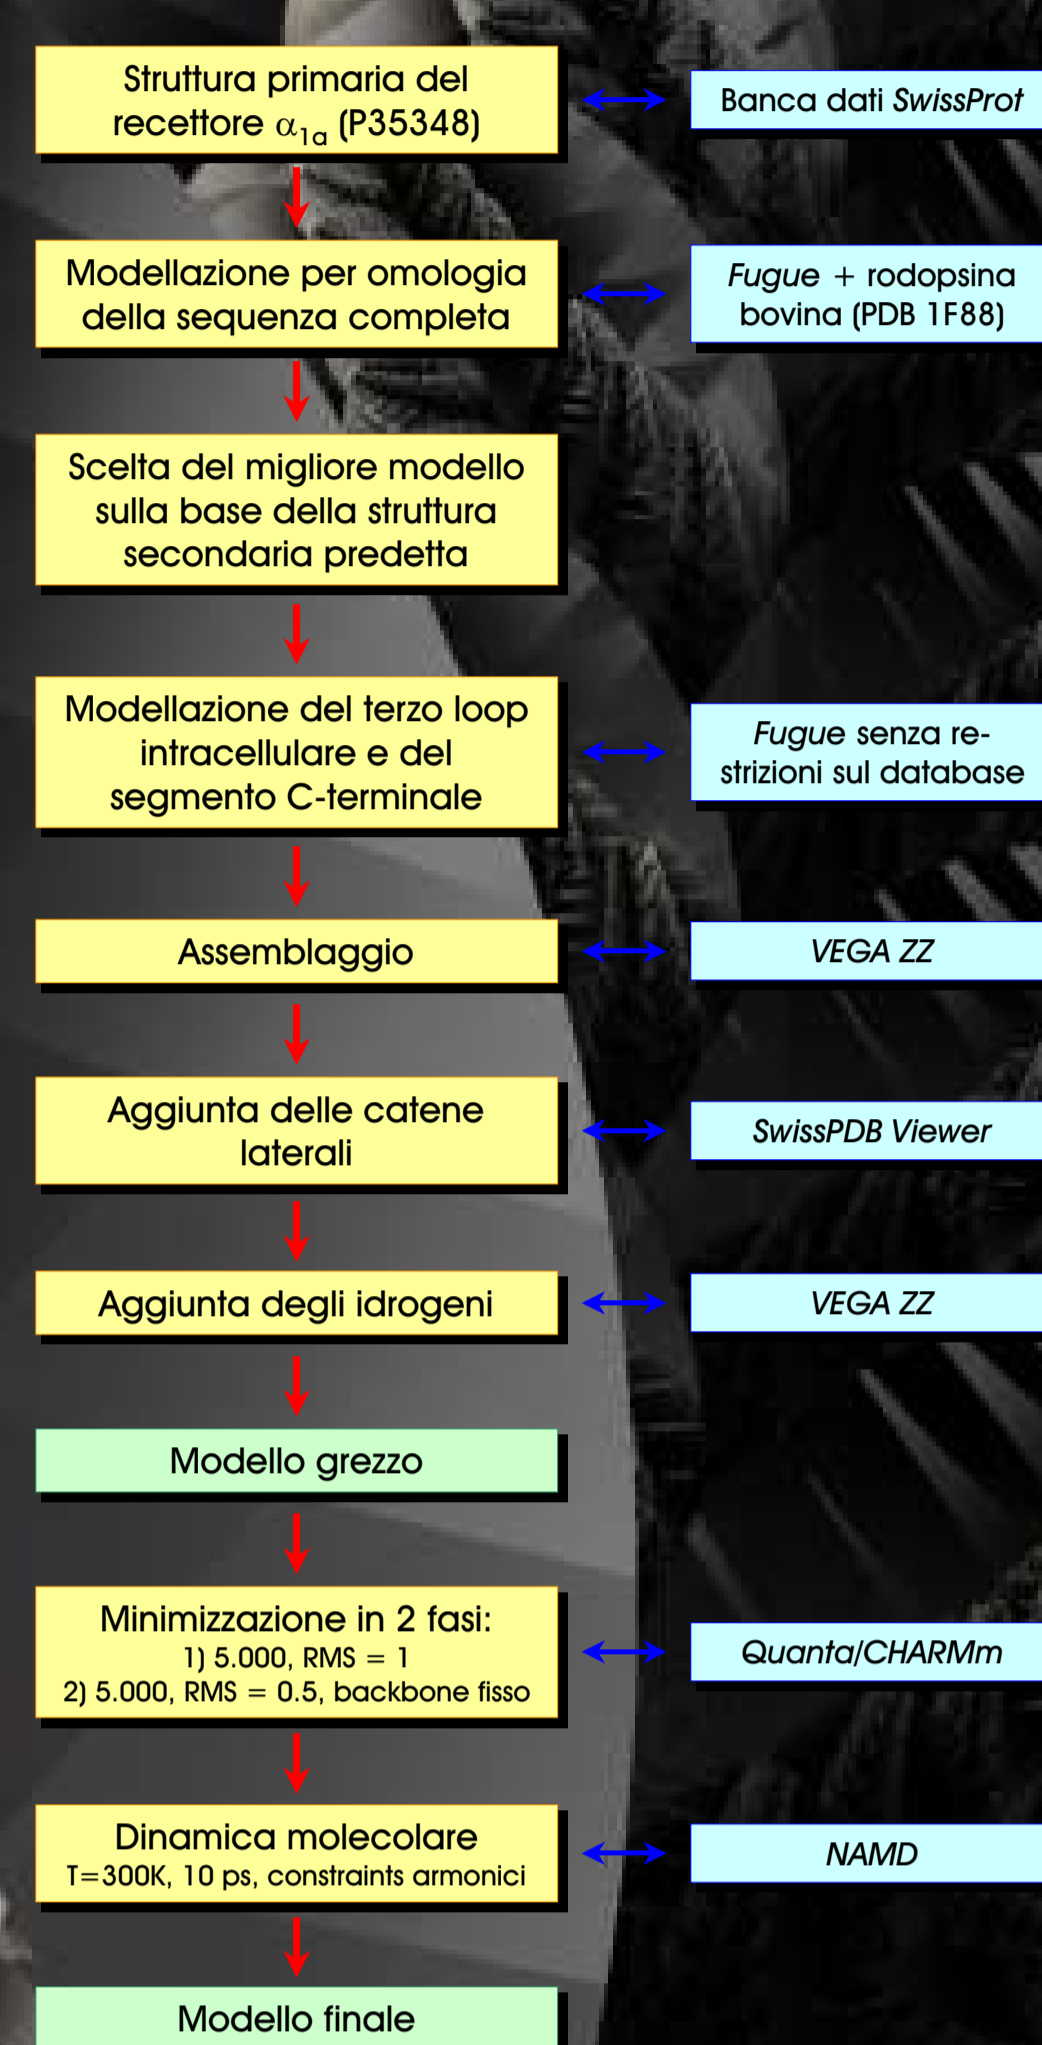 Struttura primaria del
recettore α1a (P35348)
Banca dati SwissProt
Modellazione per omologia
della sequenza completa
Fugue + rodopsina
bovina (PDB 1F88)
Scelta del migliore modello
sulla base della struttura
secondaria predetta
Modellazione del terzo loop
intracellulare e del
segmento C-terminale
Fugue senza re-
strizioni sul database
Assemblaggio
VEGA ZZ
Aggiunta delle catene
laterali
SwissPDB Viewer
Aggiunta degli idrogeni
VEGA ZZ
Modello grezzo
Minimizzazione in 2 fasi:
1) 5.000, RMS = 1
2) 5.000, RMS = 0.5, backbone fisso
Quanta/CHARMm
Dinamica molecolare
T=300K, 10 ps, constraints armonici
NAMD
Modello finale